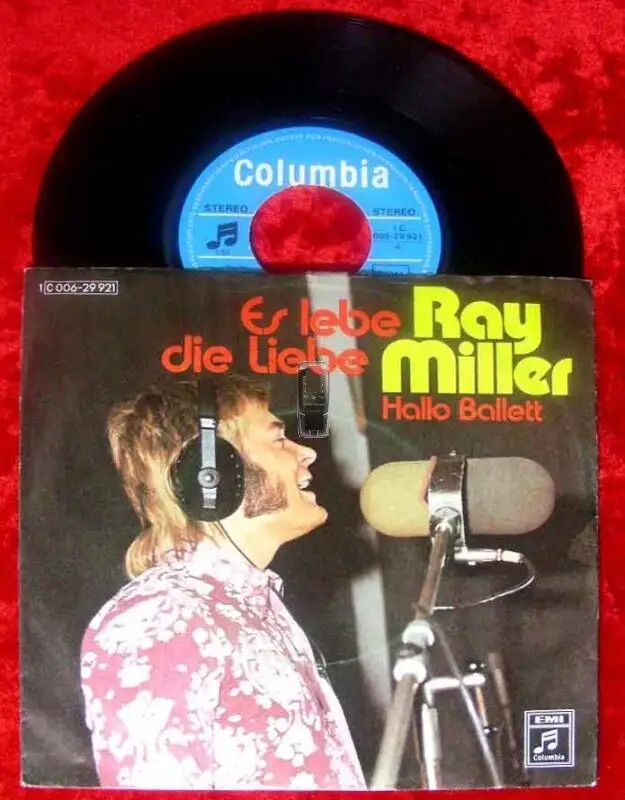 Columbia
STEREO
STEREO
1 C
006-29 921
A
1C 006-29 921
Es lebe
die Liebe
Ray
Miller
Hallo Ballett
EMI
Columbia